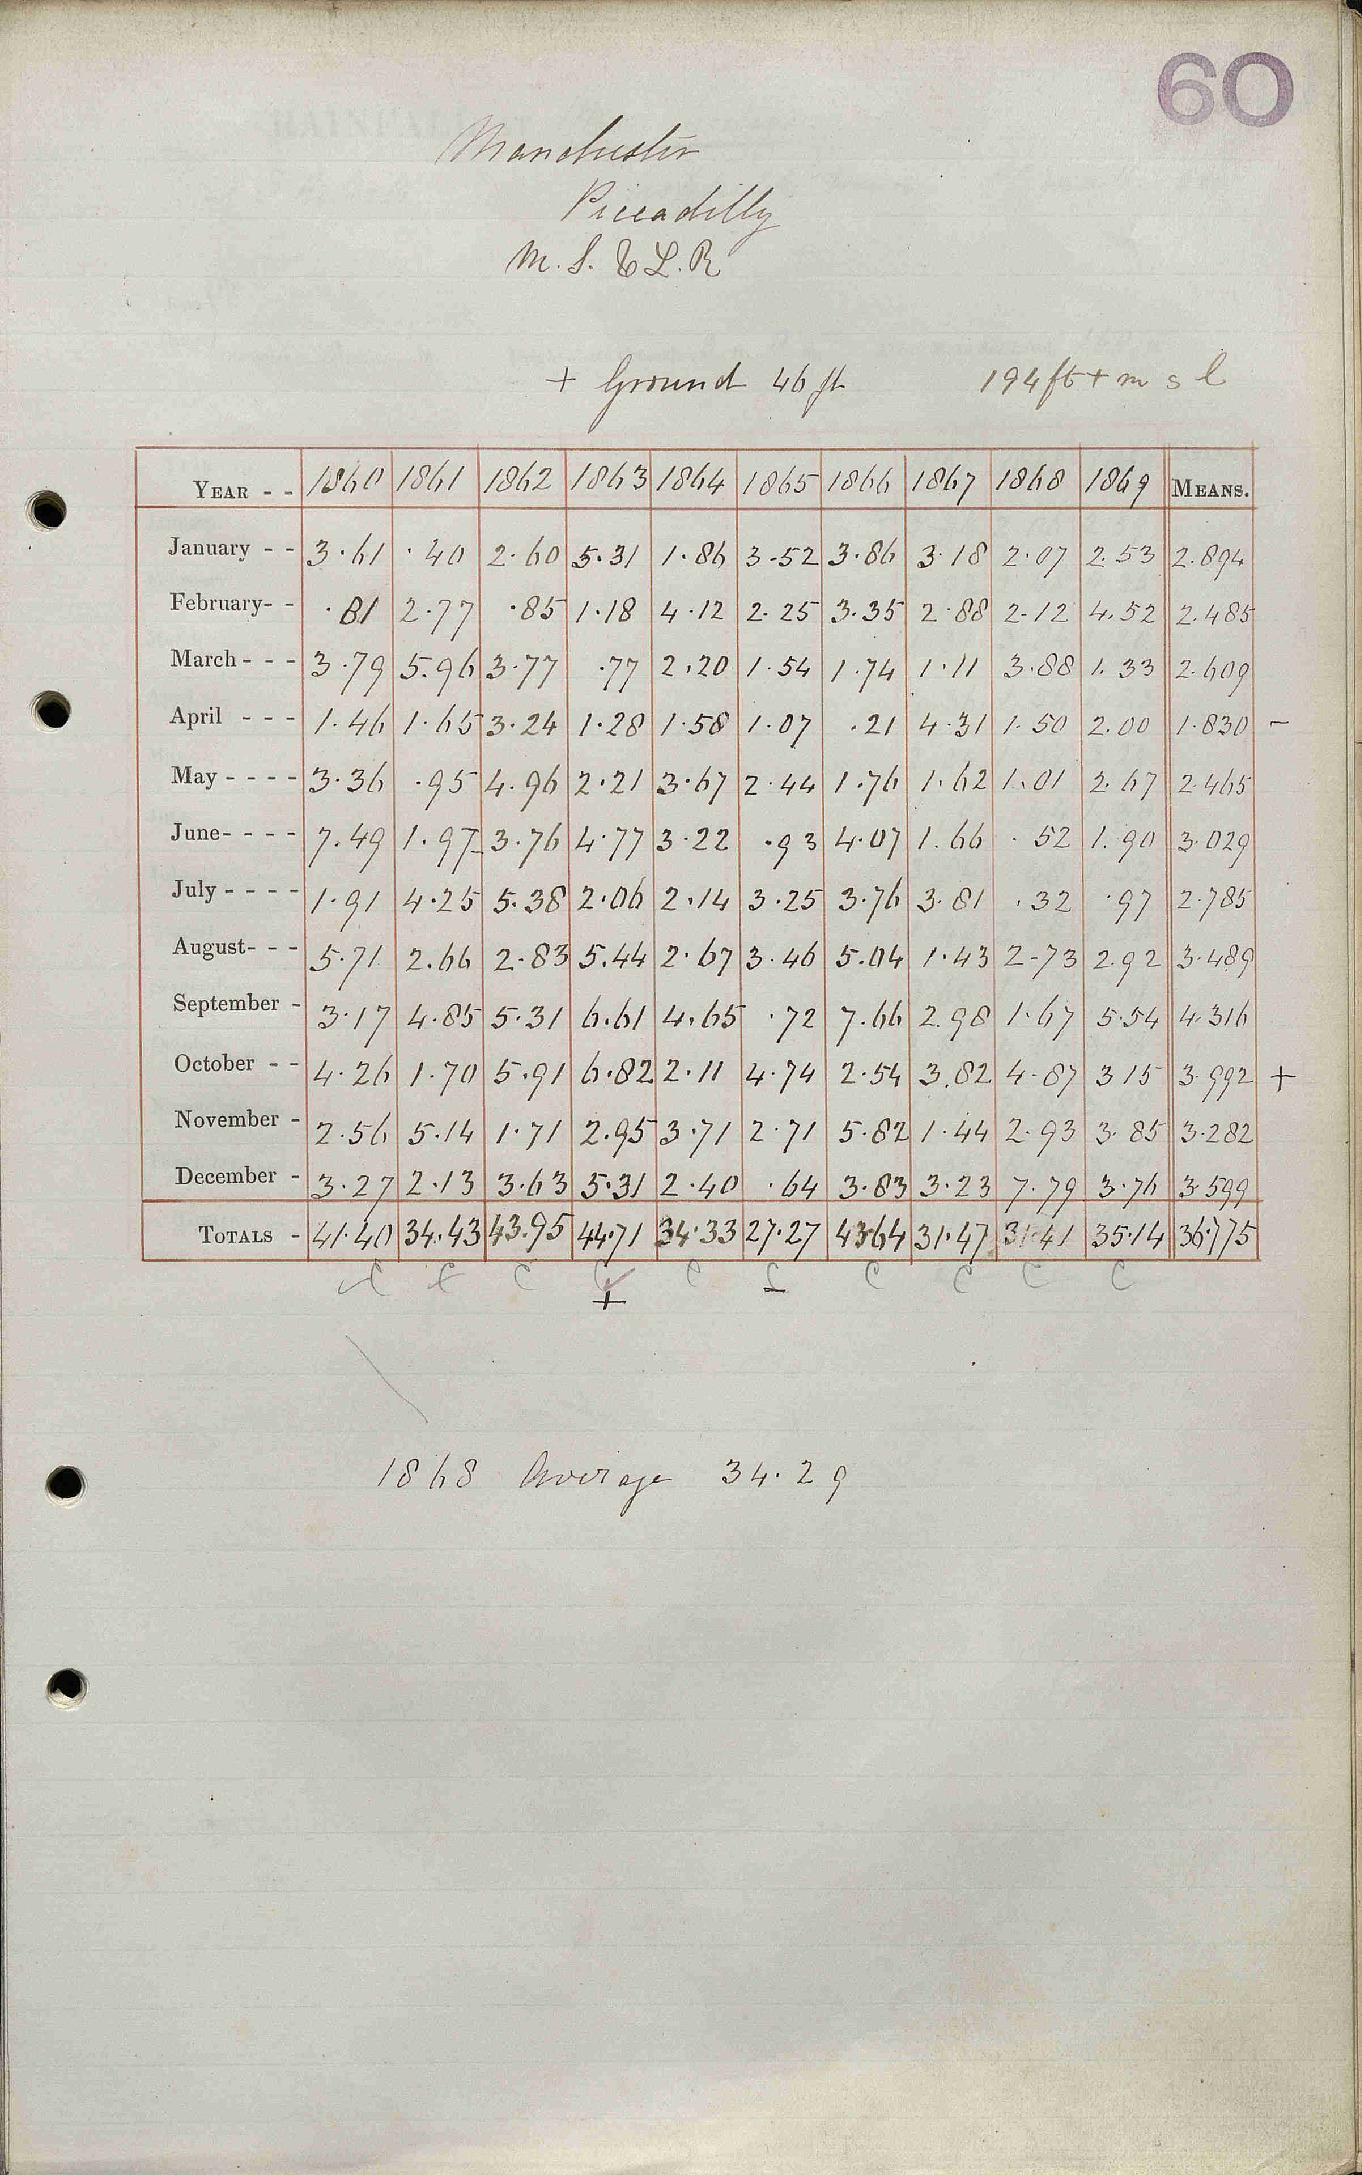 60
Manchester
Piccadilly
M. S. & L. R
+ Ground 46 ft 194 ft + m s l
YEAR - - 1860 1861 1862 1863 1864 1865 1866 1867 1868 1869 MEANS.
January - - 3.61 .40 2.60 5.31 1.86 3.52 3.86 3.18 2.07 2.53 2.894
February- - .81 2.77 .85 1.18 4.12 2.25 3.35 2.88 2.12 4.52 2.485
March - - - 3.79 5.96 3.77 .77 2.20 1.54 1.74 1.11 3.88 1.33 2.609
April - - - 1.46 1.65 3.24 1.28 1.58 1.07 .21 4.31 1.50 2.00 1.830 -
May - - - - 3.36 .95 4.96 2.21 3.67 2.44 1.76 1.62 1.01 2.67 2.465
June- - - - 7.49 1.97 3.76 4.77 3.22 .93 4.07 1.66 .52 1.90 3.029
July - - - - 1.91 4.25 5.38 2.06 2.14 3.25 3.76 3.81 .32 .97 2.785
August- - - 5.71 2.66 2.83 5.44 2.67 3.46 5.04 1.43 2.73 2.92 3.489
September - 3.17 4.85 5.31 6.61 4.65 .72 7.66 2.98 1.67 5.54 4.316
October - - 4.26 1.70 5.91 6.82 2.11 4.74 2.54 3.82 4.87 3.15 3.992 +
November - 2.56 5.14 1.71 2.95 3.71 2.71 5.82 1.44 2.93 3.85 3.282
December - 3.27 2.13 3.63 5.31 2.40 .64 3.83 3.23 7.79 3.76 3.599
TOTALS - 41.40 34.43 43.95 44.71 34.33 27.27 43.64 31.47 31.41 35.14 36.775
C C C C C C C C C C
+ -
1868 Average 34.29